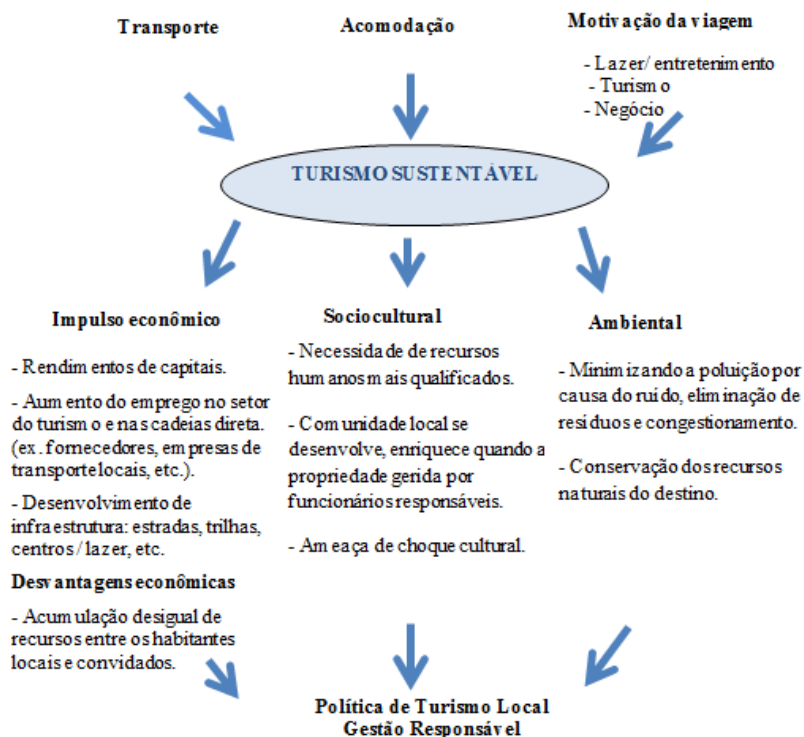 Transporte
Acomodação
Motivação da viagem
- Lazer/ entretenimento
- Turismo
- Negócio
TURISMO SUSTENTÁVEL
Impulso econômico
- Rendimentos de capitais.
- Aumento do emprego no setor
do turismo e nas cadeias direta.
(ex. fornecedores, empresas de
transporte locais, etc.).
- Desenvolvimento de
infraestrutura: estradas, trilhas,
centros / lazer, etc.
Desvantagens econômicas
- Acumulação desigual de
recursos entre os habitantes
locais e convidados.
Sociocultural
- Necessidade de recursos
humanos mais qualificados.
- Comunidade local se
desenvolve, enriquece quando a
propriedade gerida por
funcionários responsáveis.
- Ameaça de choque cultural.
Ambiental
- Minimizando a poluição por
causa do ruído, eliminação de
resíduos e congestionamento.
- Conservação dos recursos
naturais do destino.
Política de Turismo Local
Gestão Responsável